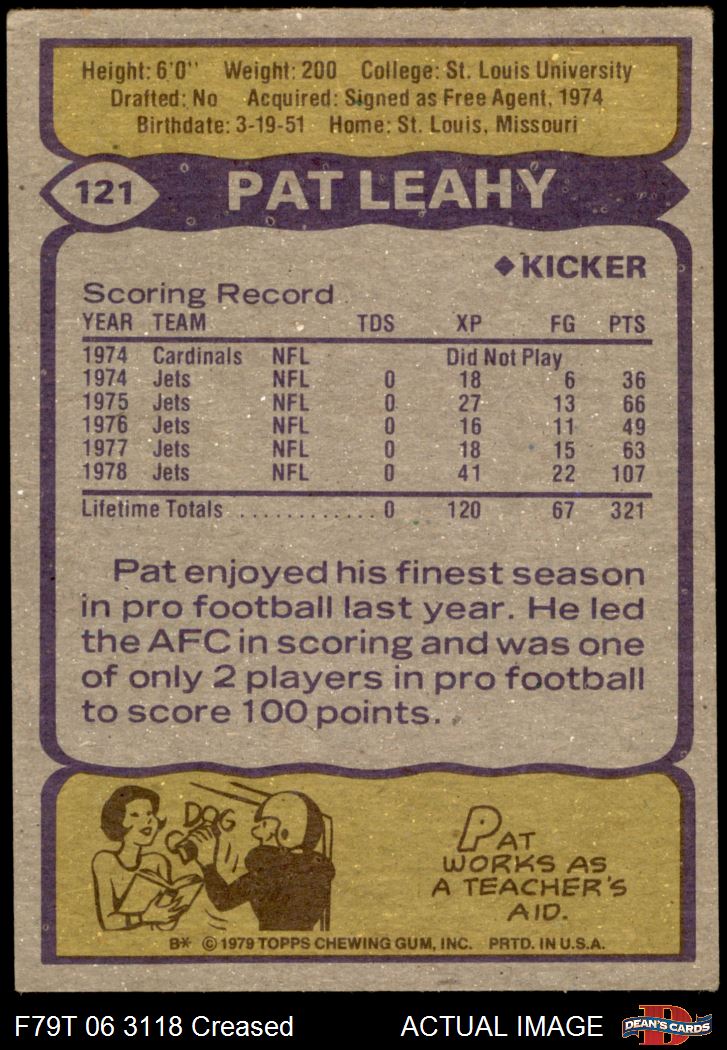 Height: 6'0" Weight: 200 College: St. Louis University
Drafted: No Acquired: Signed as Free Agent, 1974
Birthdate: 3-19-51 Home: St. Louis, Missouri
121 PAT LEAHY
◆KICKER
Scoring Record
YEAR TEAM TDS XP FG PTS
1974 Cardinals NFL Did Not Play
1974 Jets NFL 0 18 6 36
1975 Jets NFL 0 27 13 66
1976 Jets NFL 0 16 11 49
1977 Jets NFL 0 18 15 63
1978 Jets NFL 0 41 22 107
Lifetime Totals . . . . . . . . . . . . 0 120 67 321
Pat enjoyed his finest season
in pro football last year. He led
the AFC in scoring and was one
of only 2 players in pro football
to score 100 points.
DOG
PAT
WORKS AS
A TEACHER'S
AID.
B* © 1979 TOPPS CHEWING GUM, INC. PRTD. IN U.S.A.
F79T 06 3118 Creased ACTUAL IMAGE
D
DEAN'S CARDS